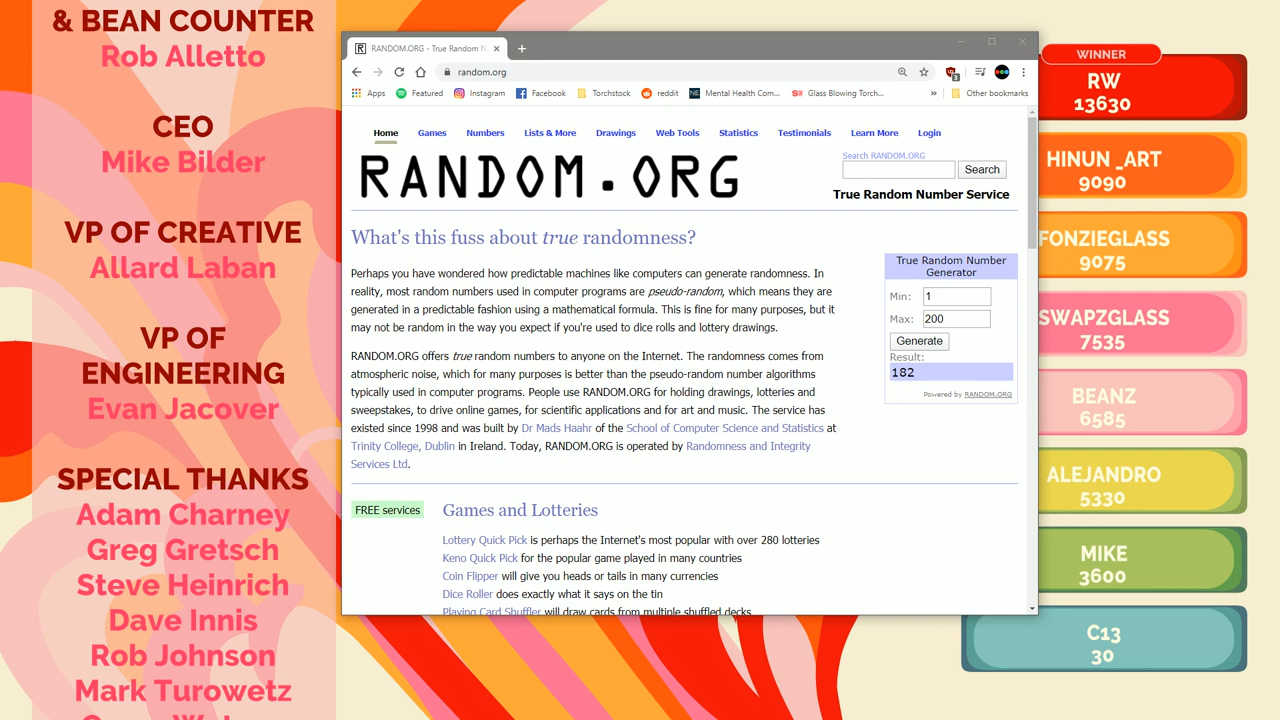 & BEAN COUNTER
Rob Alletto
CEO
Mike Bilder
VP OF CREATIVE
Allard Laban
VP OF
ENGINEERING
Evan Jacover
SPECIAL THANKS
Adam Charney
Greg Gretsch
Steve Heinrich
Dave Innis
Rob Johnson
Mark Turowetz
RANDOM.ORG - True Random N
random.org
3
Apps Featured Instagram Facebook Torchstock reddit Mental Health Com... Glass Blowing Torch... » Other bookmarks
Home Games Numbers Lists & More Drawings Web Tools Statistics Testimonials Learn More Login
RANDOM.ORG
Search RANDOM.ORG
Search
True Random Number Service
What's this fuss about true randomness?
Perhaps you have wondered how predictable machines like computers can generate randomness. In
reality, most random numbers used in computer programs are pseudo-random, which means they are
generated in a predictable fashion using a mathematical formula. This is fine for many purposes, but it
may not be random in the way you expect if you're used to dice rolls and lottery drawings.
RANDOM.ORG offers true random numbers to anyone on the Internet. The randomness comes from
atmospheric noise, which for many purposes is better than the pseudo-random number algorithms
typically used in computer programs. People use RANDOM.ORG for holding drawings, lotteries and
sweepstakes, to drive online games, for scientific applications and for art and music. The service has
existed since 1998 and was built by Dr Mads Haahr of the School of Computer Science and Statistics at
Trinity College, Dublin in Ireland. Today, RANDOM.ORG is operated by Randomness and Integrity
Services Ltd.
True Random Number
Generator
Min: 1
Max: 200
Generate
Result:
182
Powered by RANDOM.ORG
FREE services
Games and Lotteries
Lottery Quick Pick is perhaps the Internet's most popular with over 280 lotteries
Keno Quick Pick for the popular game played in many countries
Coin Flipper will give you heads or tails in many currencies
Dice Roller does exactly what it says on the tin
Playing Card Shuffler will draw cards from multiple shuffled decks
WINNER
RW
13630
HINUN _ART
9090
FONZIEGLASS
9075
SWAPZGLASS
7535
BEANZ
6585
ALEJANDRO
5330
MIKE
3600
C13
30